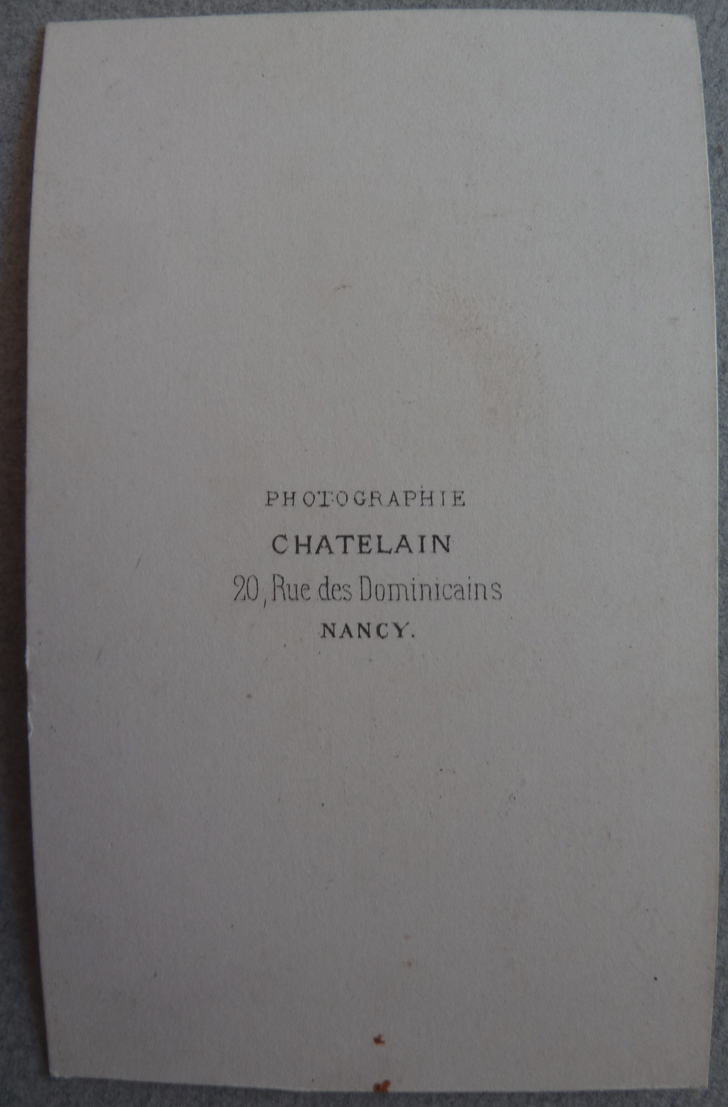 PHOTOGRAPHIE
CHATELAIN
20, Rue des Dominicains
NANCY.